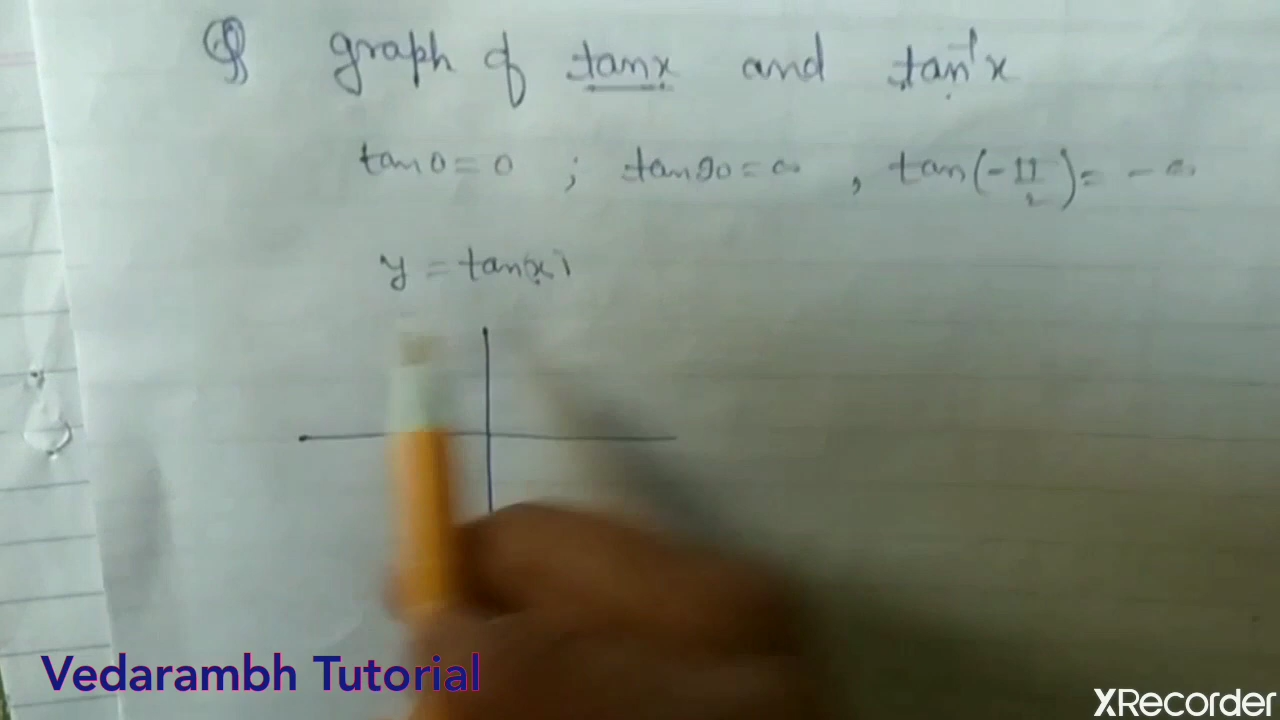 Q graph of tanx and tan⁻¹x
tan0 = 0 ; tan90 = ∞ , tan(-π/2) = -∞
y = tan(x)
Vedarambh Tutorial
XRecorder